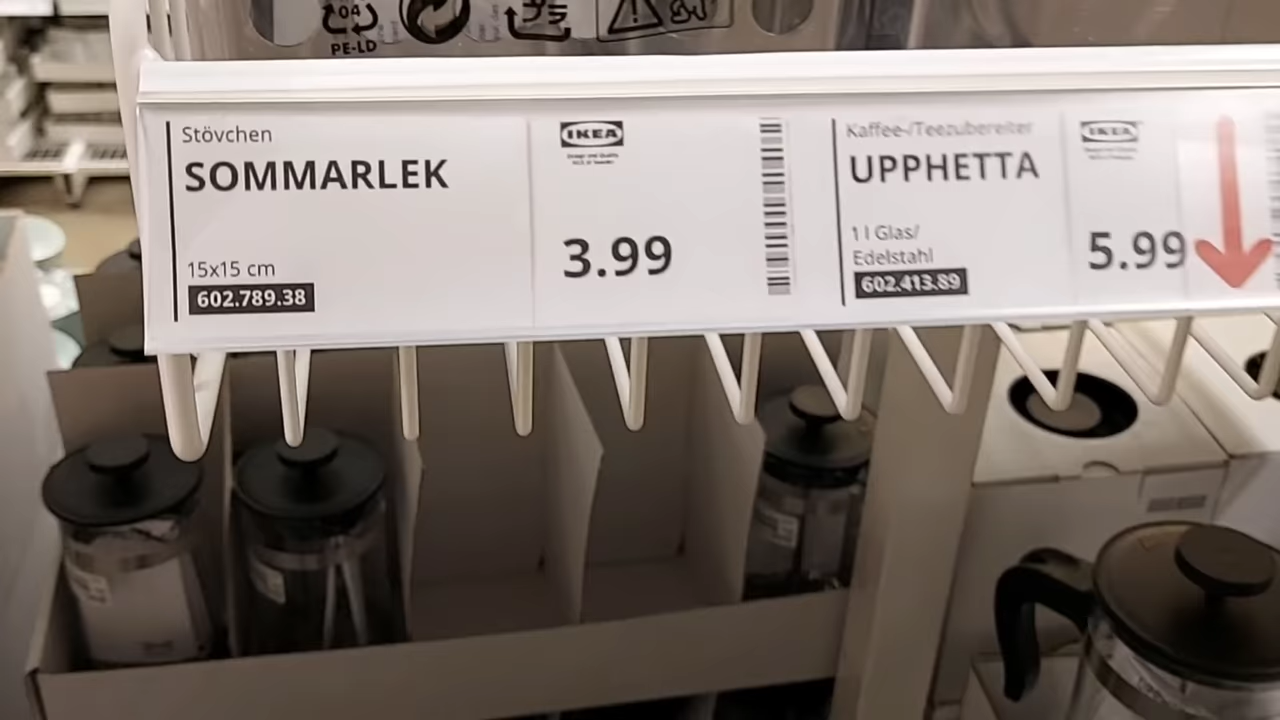 04
PE-LD
Stövchen
SOMMARLEK
15x15 cm
602.789.38
IKEA
3.99
Kaffee-/Teezubereiter
UPPHETTA
1 l Glas/
Edelstahl
602.413.89
IKEA
5.99